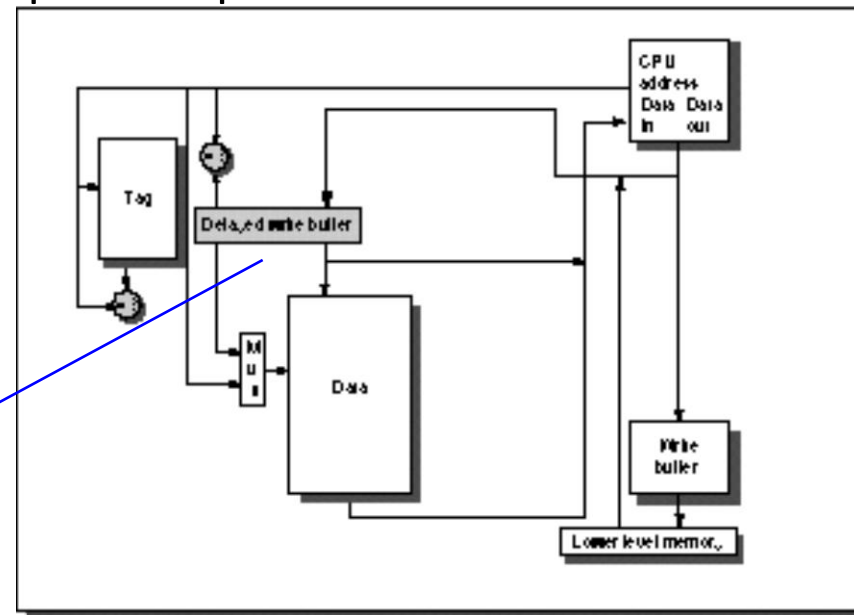 CPU
address
Data Data
in out
Tag
Delayed write buffer
M
u
Data
Write
buffer
Lower level memory